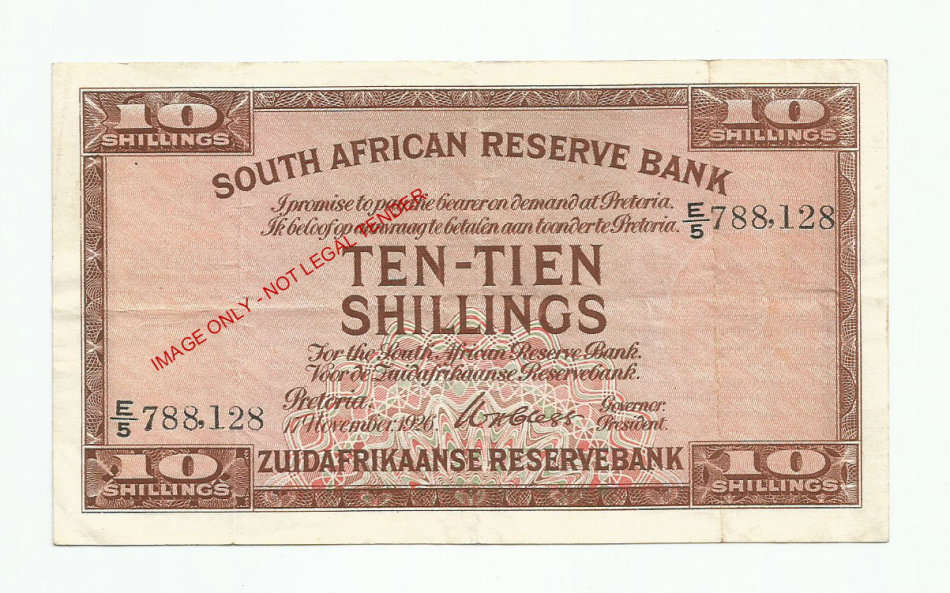 10 SHILLINGS
10 SHILLINGS
SOUTH AFRICAN RESERVE BANK
I promise to pay the bearer on demand at Pretoria.
Ik beloof op aanvraag te betalen aan toonder te Pretoria.
E/5 788,128
TEN-TIEN
SHILLINGS
IMAGE ONLY - NOT LEGAL TENDER
For the South African Reserve Bank.
Voor de Zuidafrikaanse Reservebank.
Pretoria.
17 November, 1926.
Governor.
President.
E/5 788,128
ZUIDAFRIKAANSE RESERVEBANK
10 SHILLINGS
10 SHILLINGS